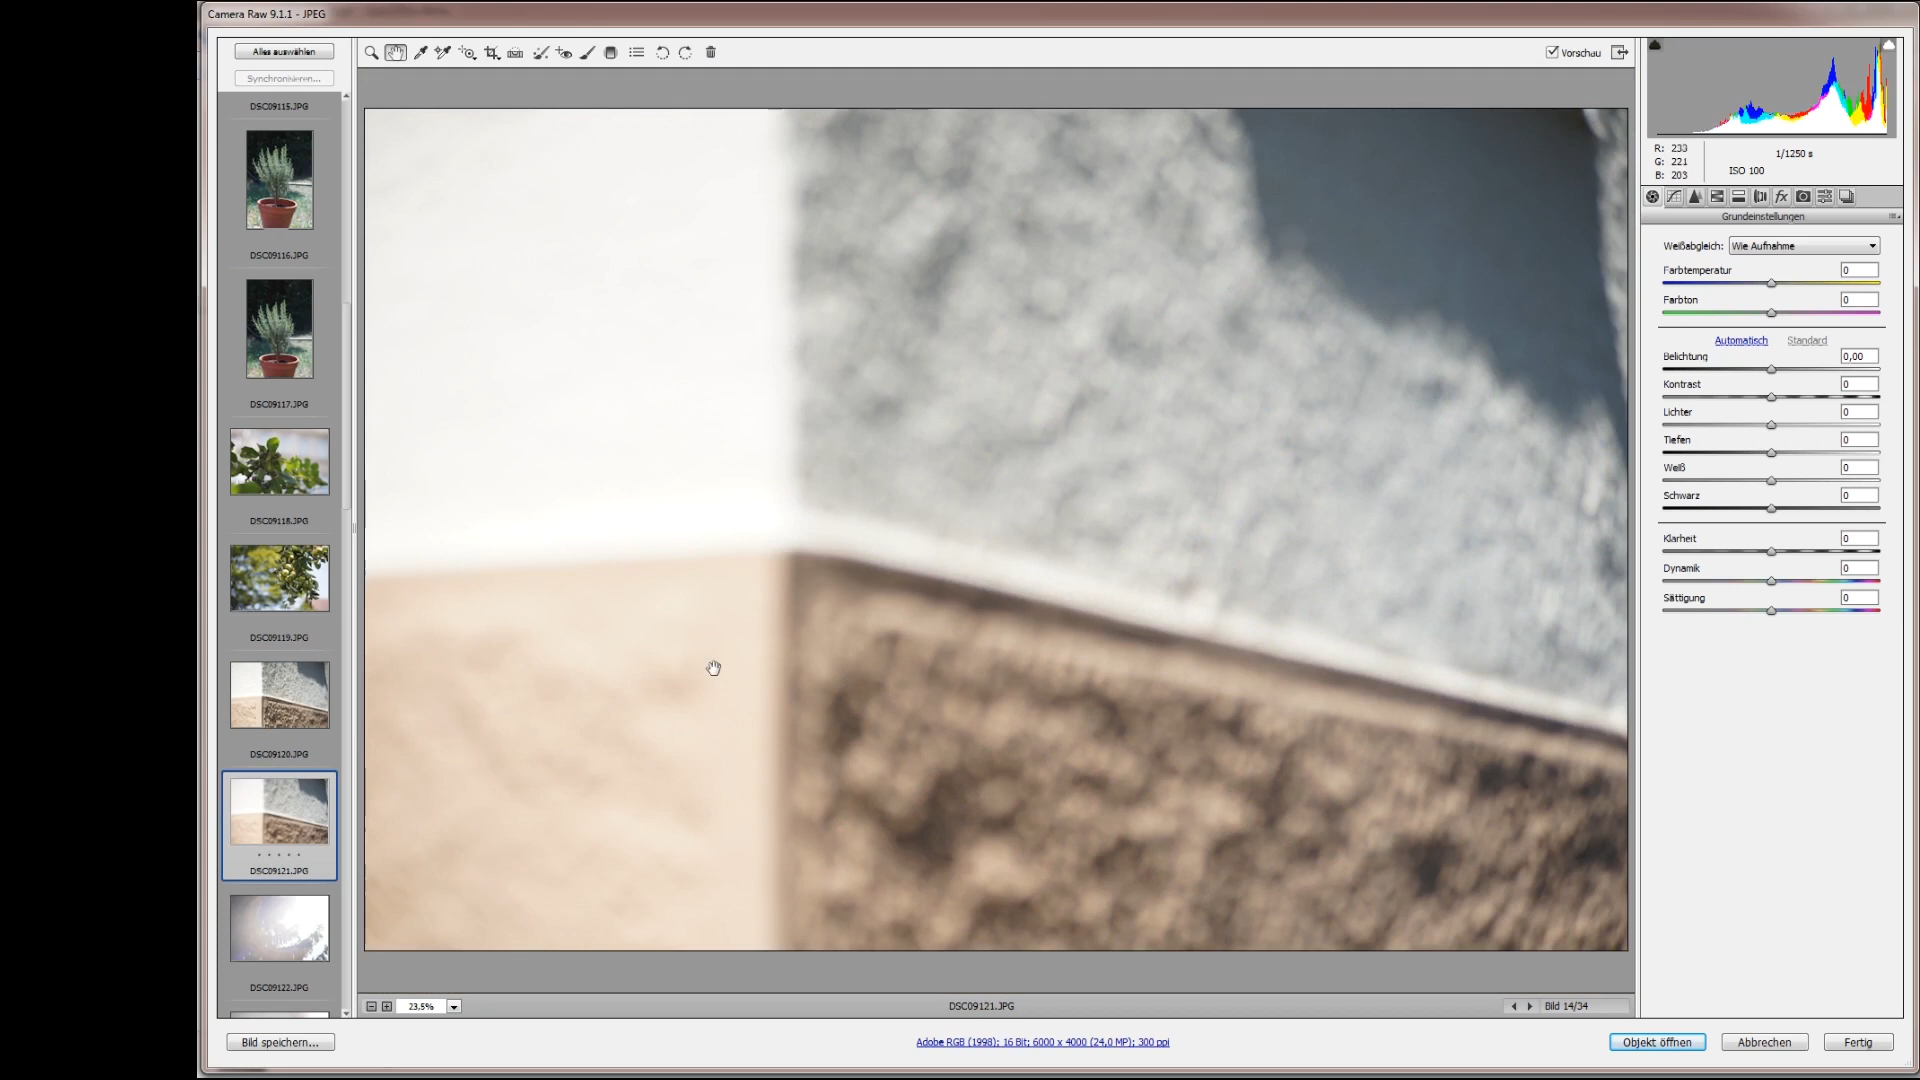 Camera Raw 9.1.1 - JPEG
Alles auswählen
Synchronisieren...
Vorschau
DSC09115.JPG
DSC09116.JPG
DSC09117.JPG
DSC09118.JPG
DSC09119.JPG
DSC09120.JPG
DSC09121.JPG
DSC09122.JPG
R: 233
G: 221
B: 203
1/1250 s
ISO 100
fx
Grundeinstellungen
Weißabgleich: Wie Aufnahme
Farbtemperatur 0
Farbton 0
Automatisch Standard
Belichtung 0,00
Kontrast 0
Lichter 0
Tiefen 0
Weiß 0
Schwarz 0
Klarheit 0
Dynamik 0
Sättigung 0
23,5%
DSC09121.JPG
Bild 14/34
Bild speichern...
Adobe RGB (1998); 16 Bit; 6000 x 4000 (24,0 MP); 300 ppi
Objekt öffnen
Abbrechen
Fertig